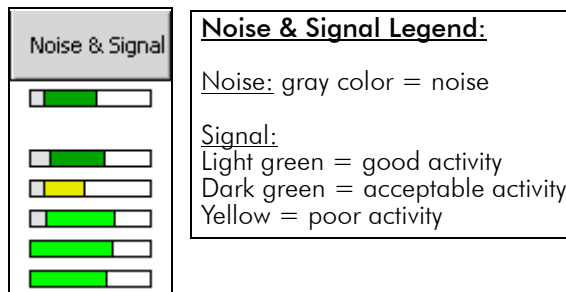 Noise & Signal
Noise & Signal Legend:
Noise: gray color = noise
Signal:
Light green = good activity
Dark green = acceptable activity
Yellow = poor activity